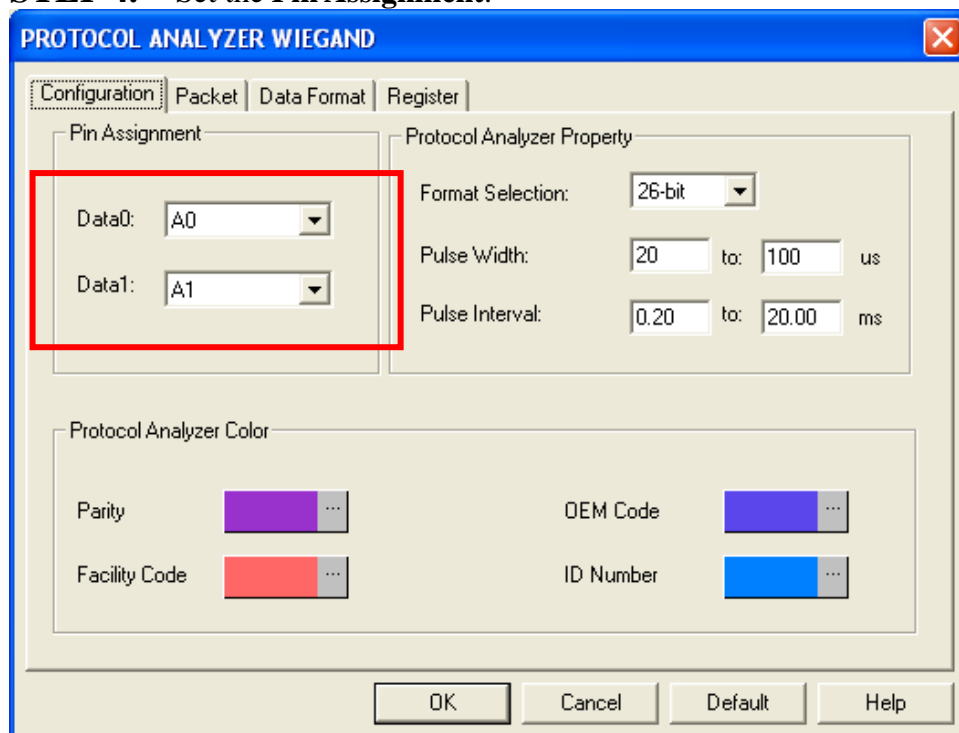 STEP 4. Set the Pin Assignment.
PROTOCOL ANALYZER WIEGAND
Configuration Packet Data Format Register
Pin Assignment
Data0: A0
Data1: A1
Protocol Analyzer Property
Format Selection: 26-bit
Pulse Width: 20 to: 100 us
Pulse Interval: 0.20 to: 20.00 ms
Protocol Analyzer Color
Parity ... OEM Code ...
Facility Code ... ID Number ...
OK Cancel Default Help